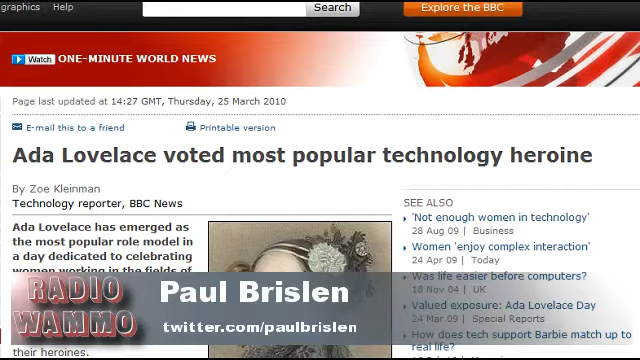 graphics Help
Search
Explore the BBC
Watch ONE-MINUTE WORLD NEWS
Page last updated at 14:27 GMT, Thursday, 25 March 2010
E-mail this to a friend
Printable version
Ada Lovelace voted most popular technology heroine
By Zoe Kleinman
Technology reporter, BBC News
Ada Lovelace has emerged as
the most popular role model in
a day dedicated to celebrating
women working in the fields of
their heroines.
SEE ALSO
'Not enough women in technology'
28 Aug 09 | Business
Women 'enjoy complex interaction'
24 Apr 09 | Today
Was life easier before computers?
18 Nov 04 | UK
Valued exposure: Ada Lovelace Day
24 Mar 09 | Special Reports
How does tech support Barbie match up to
real life?
RADIO
WAMMO
Paul Brislen
twitter.com/paulbrislen